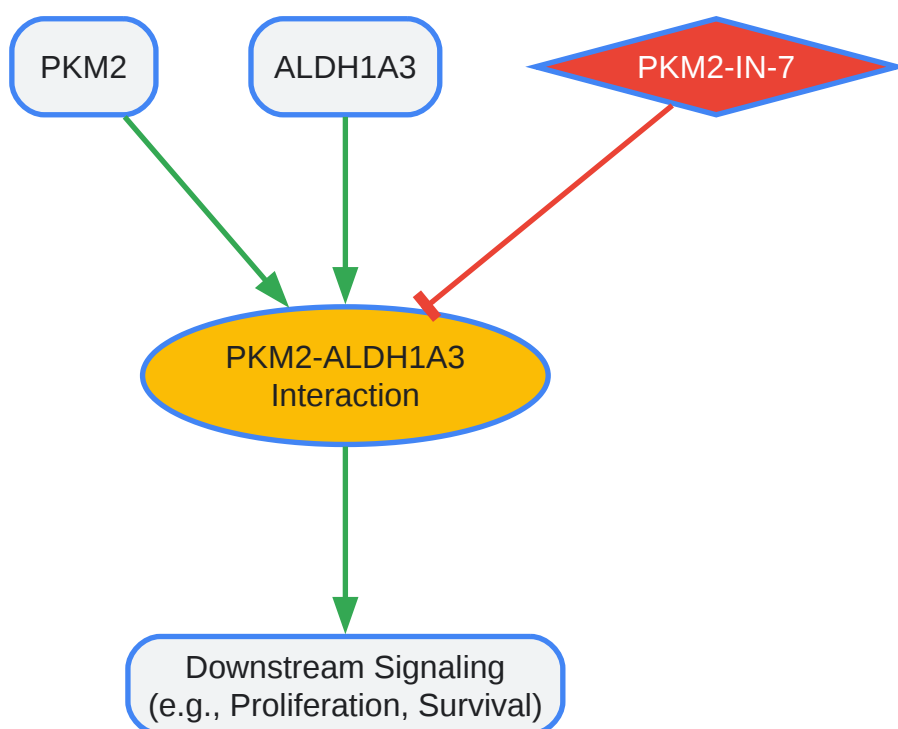 PKM2
ALDH1A3
PKM2-IN-7
PKM2-ALDH1A3
Interaction
Downstream Signaling
(e.g., Proliferation, Survival)